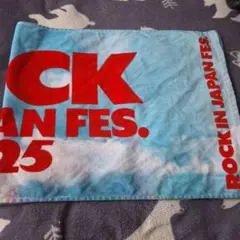 CK
AN FES.
25
ROCK IN JAPAN FES.